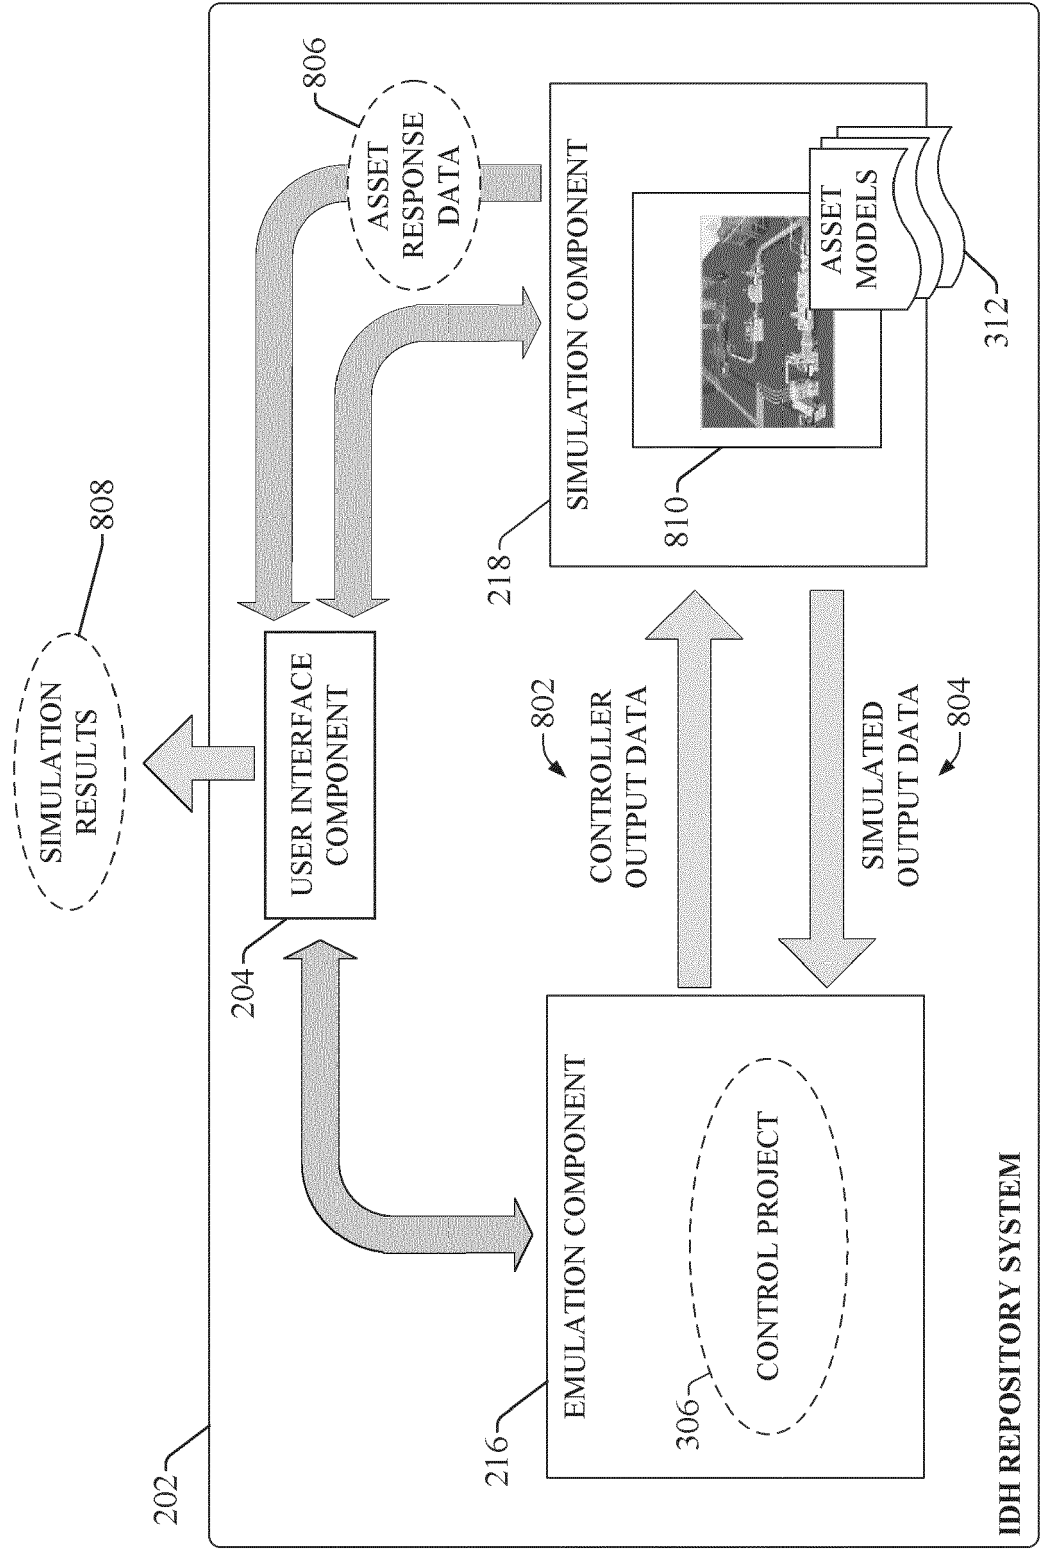 808
SIMULATION
RESULTS
202
204
USER INTERFACE
COMPONENT
806
ASSET
RESPONSE
DATA
216
EMULATION COMPONENT
306
CONTROL PROJECT
802
CONTROLLER
OUTPUT DATA
SIMULATED
OUTPUT DATA
804
218
SIMULATION COMPONENT
810
ASSET
MODELS
312
IDH REPOSITORY SYSTEM